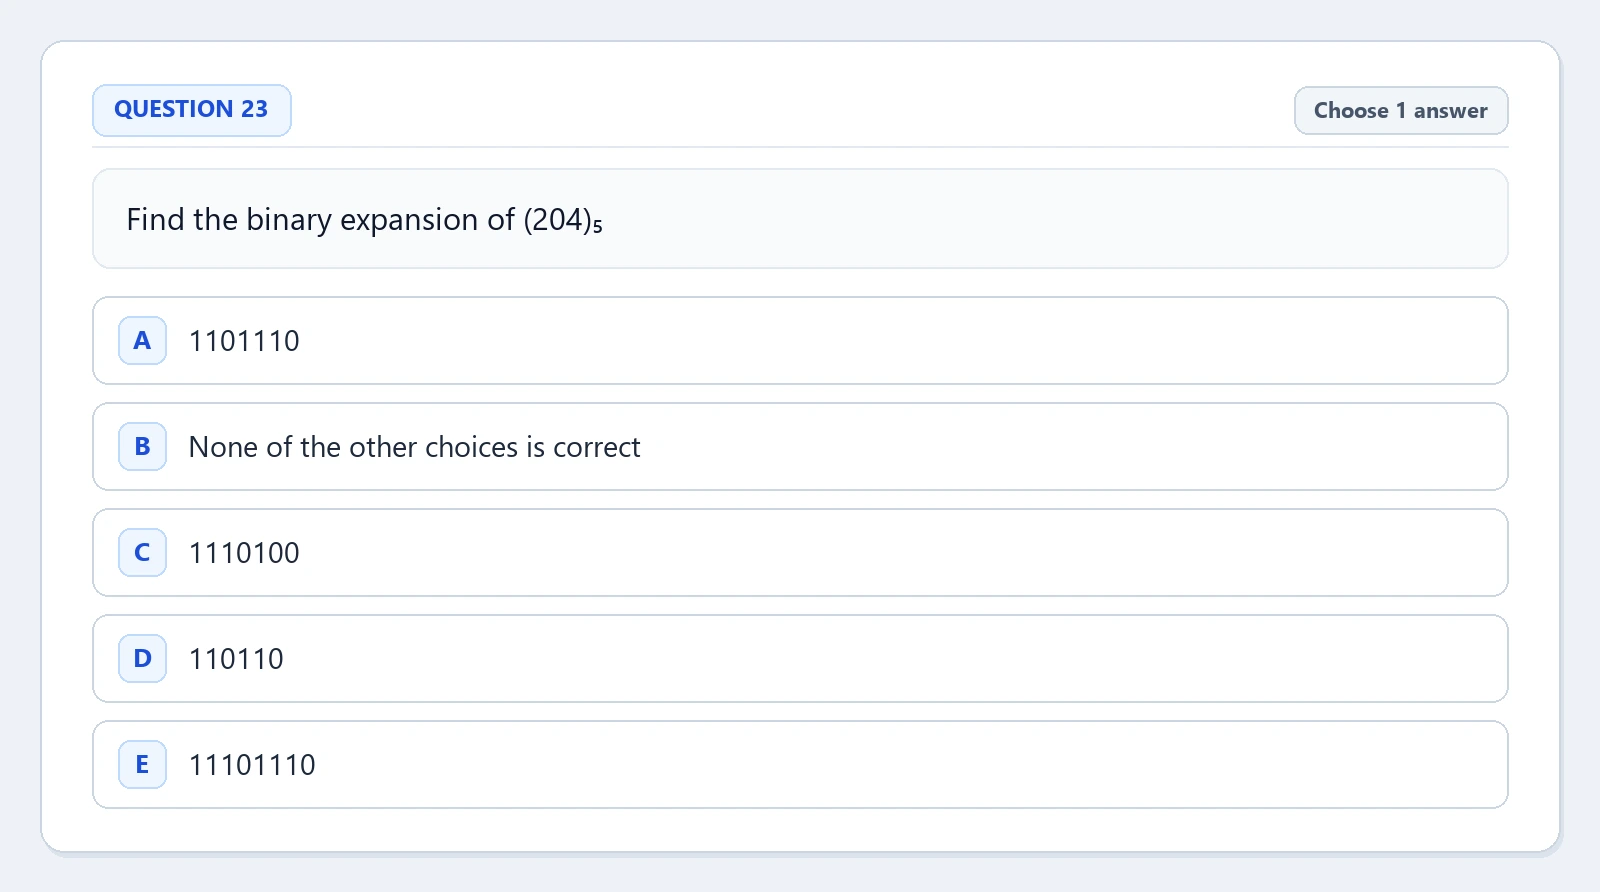 QUESTION 23
Choose 1 answer
Find the binary expansion of (204)₅
A 1101110
B None of the other choices is correct
C 1110100
D 110110
E 11101110